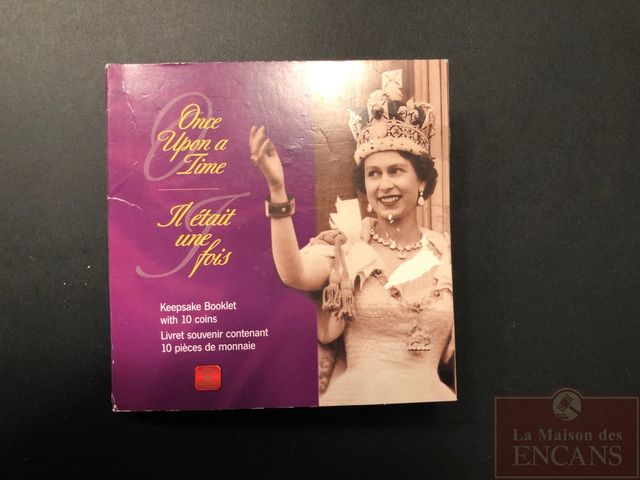 Once
Upon a
Time
Il était
une
fois
Keepsake Booklet
with 10 coins
Livret souvenir contenant
10 pièces de monnaie
La Maison des
ENCANS